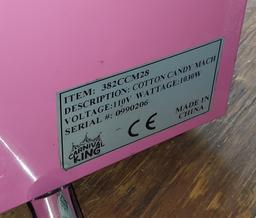 ITEM: 382CCM28
DESCRIPTION: COTTON CANDY MACH
VOLTAGE: 110V WATTAGE: 1030W
SERIAL #: 0990206
CARNIVAL
KING
CE
MADE IN
CHINA